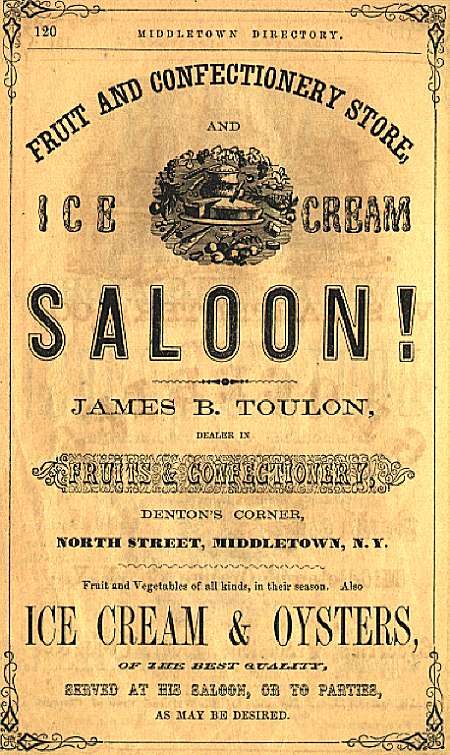 120 MIDDLETOWN DIRECTORY.
FRUIT AND CONFECTIONERY STORE,
AND
ICE CREAM
SALOON!
JAMES B. TOULON,
DEALER IN
FRUITS & CONFECTIONERY,
DENTON'S CORNER,
NORTH STREET, MIDDLETOWN, N. Y.
Fruit and Vegetables of all kinds, in their season. Also
ICE CREAM & OYSTERS,
OF THE BEST QUALITY,
SERVED AT HIS SALOON, OR TO PARTIES,
AS MAY BE DESIRED.